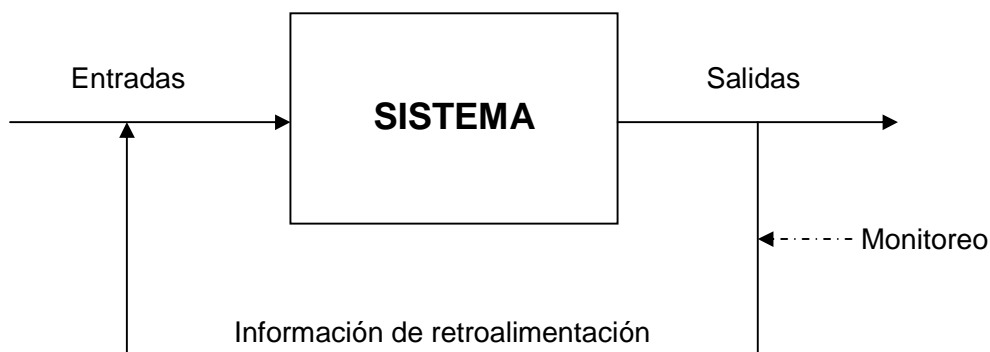 Entradas
SISTEMA
Salidas
Monitoreo
Información de retroalimentación